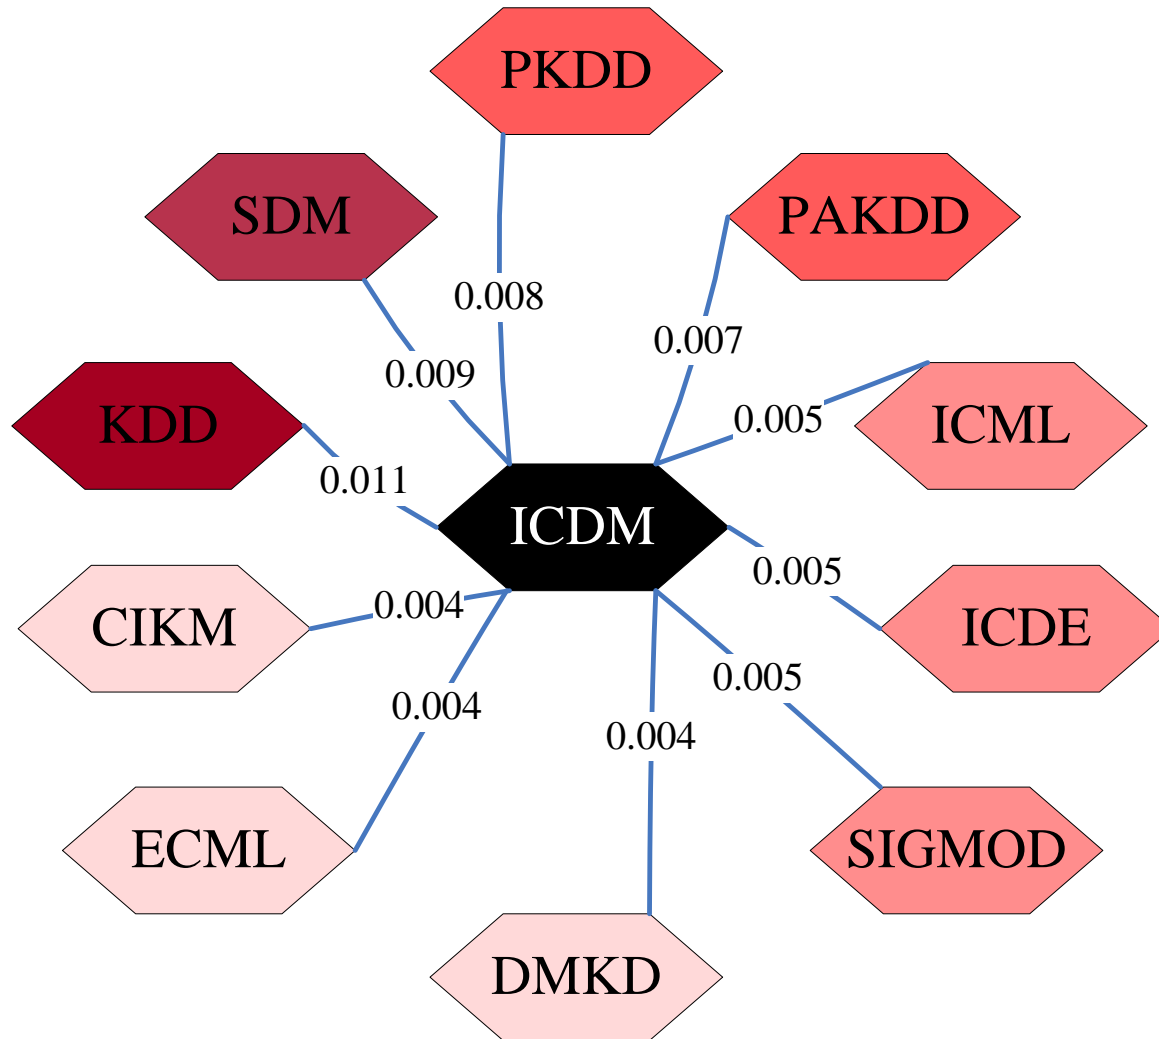 PKDD
SDM
PAKDD
0.008
0.007
0.009
KDD
0.005
ICML
0.011
ICDM
0.005
CIKM
0.004
ICDE
0.004
0.005
0.004
ECML
SIGMOD
DMKD